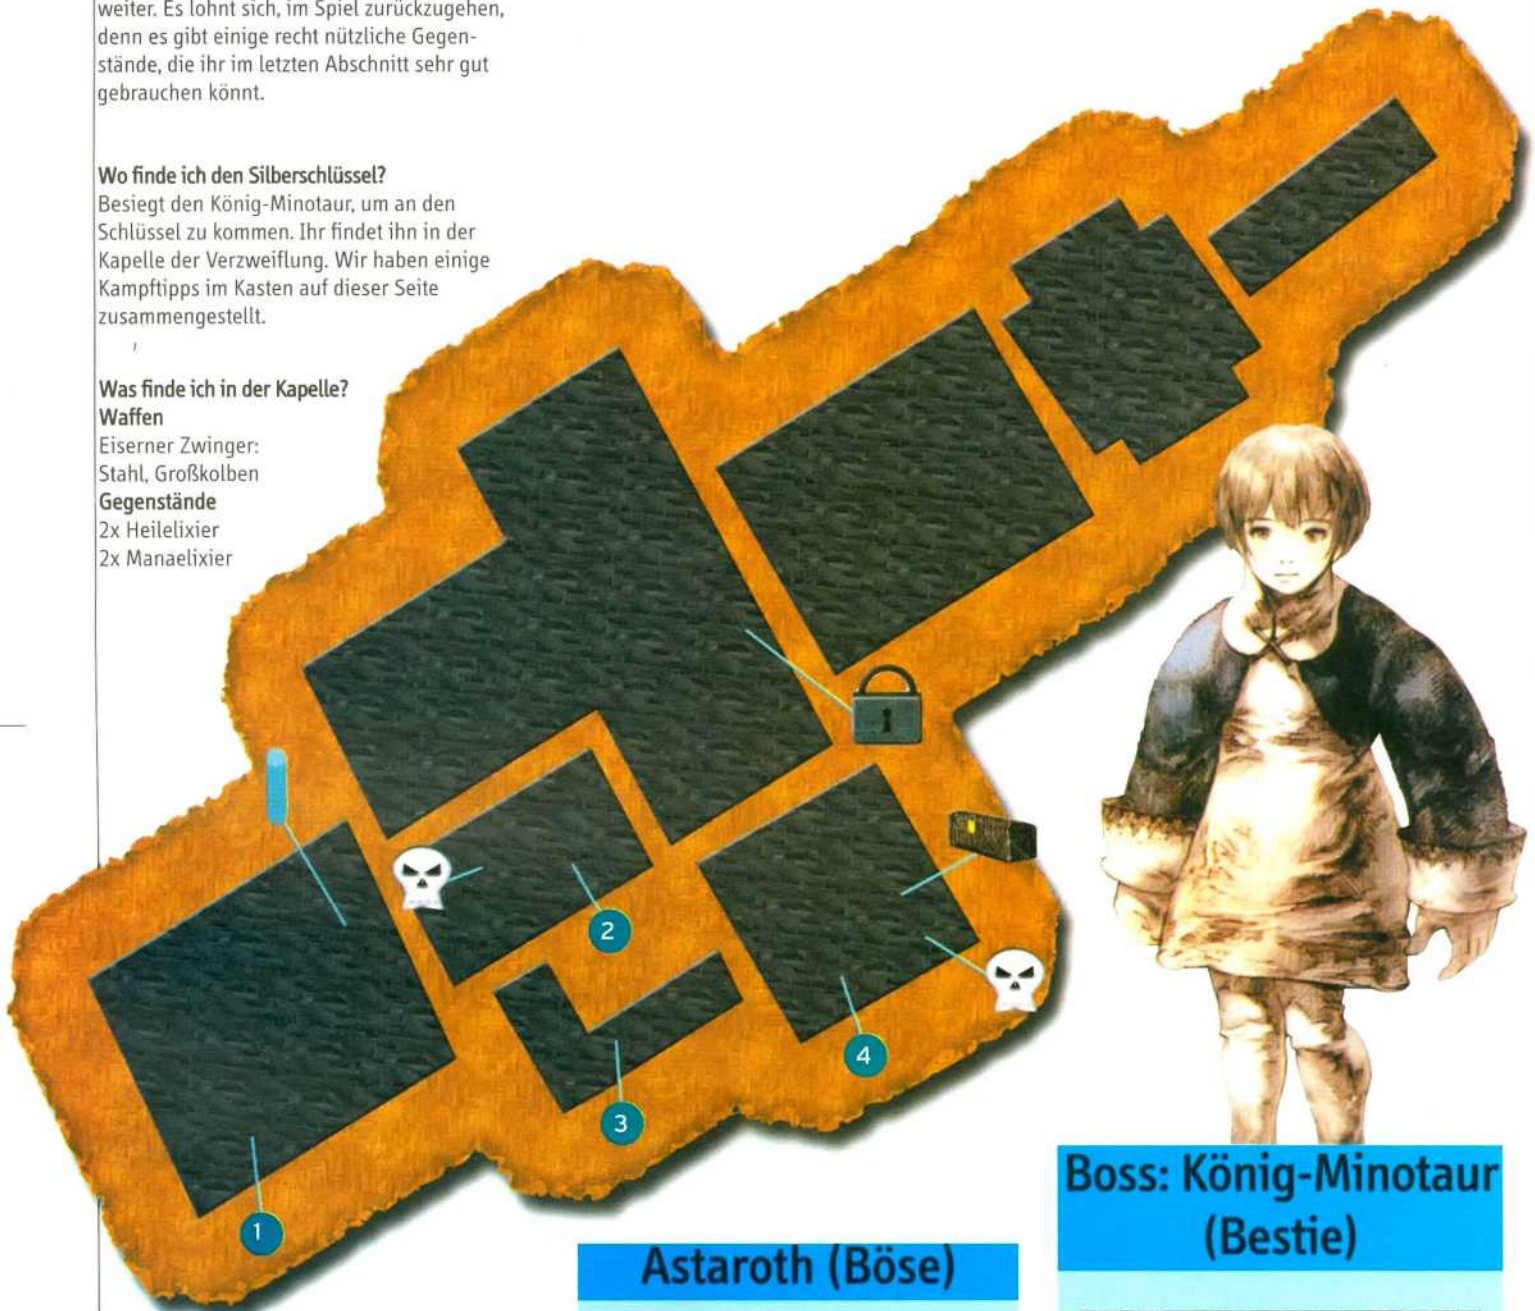 weiter. Es lohnt sich, im Spiel zurückzugehen,
denn es gibt einige recht nützliche Gegen-
stände, die ihr im letzten Abschnitt sehr gut
gebrauchen könnt.
Wo finde ich den Silberschlüssel?
Besiegt den König-Minotaur, um an den
Schlüssel zu kommen. Ihr findet ihn in der
Kapelle der Verzweiflung. Wir haben einige
Kampftipps im Kasten auf dieser Seite
zusammengestellt.
Was finde ich in der Kapelle?
Waffen
Eiserner Zwinger:
Stahl, Großkolben
Gegenstände
2x Heilelixier
2x Manaelixier
2
4
3
1
Astaroth (Böse)
Boss: König-Minotaur
(Bestie)